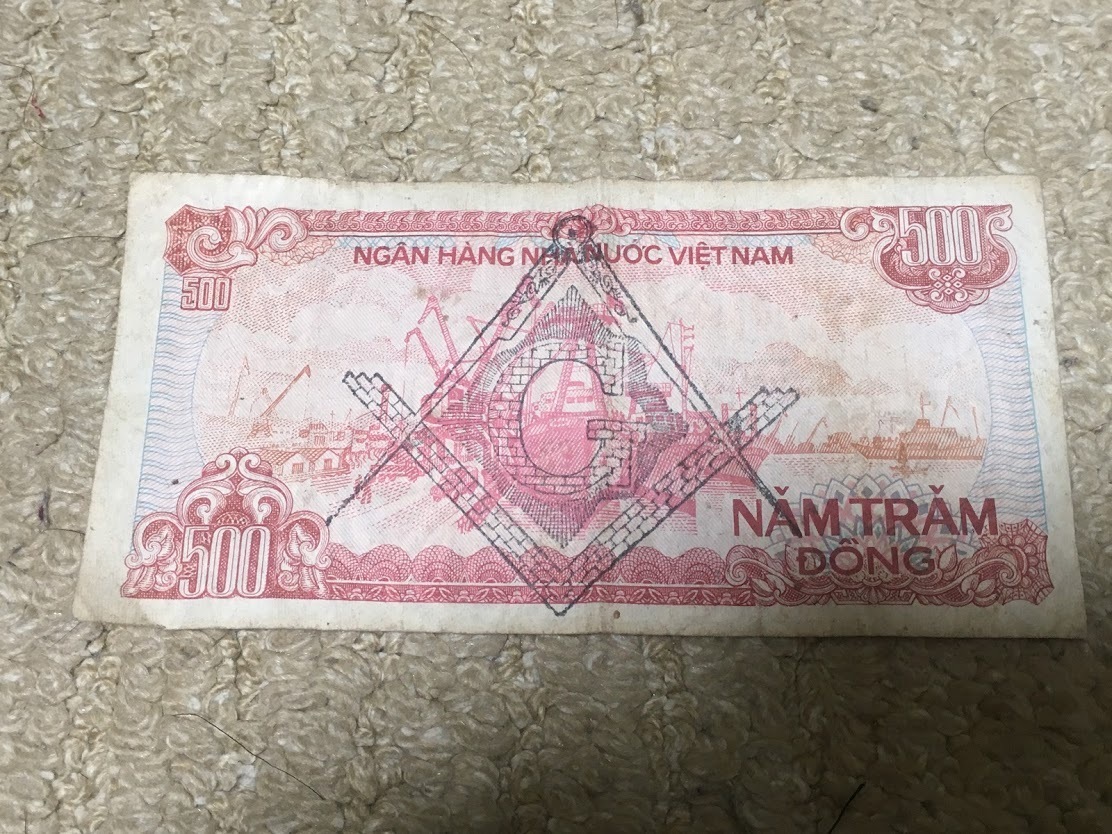 500
NGÂN HÀNG NHÀ NƯỚC VIỆT NAM
500
G
500
NĂM TRĂM
ĐỒNG